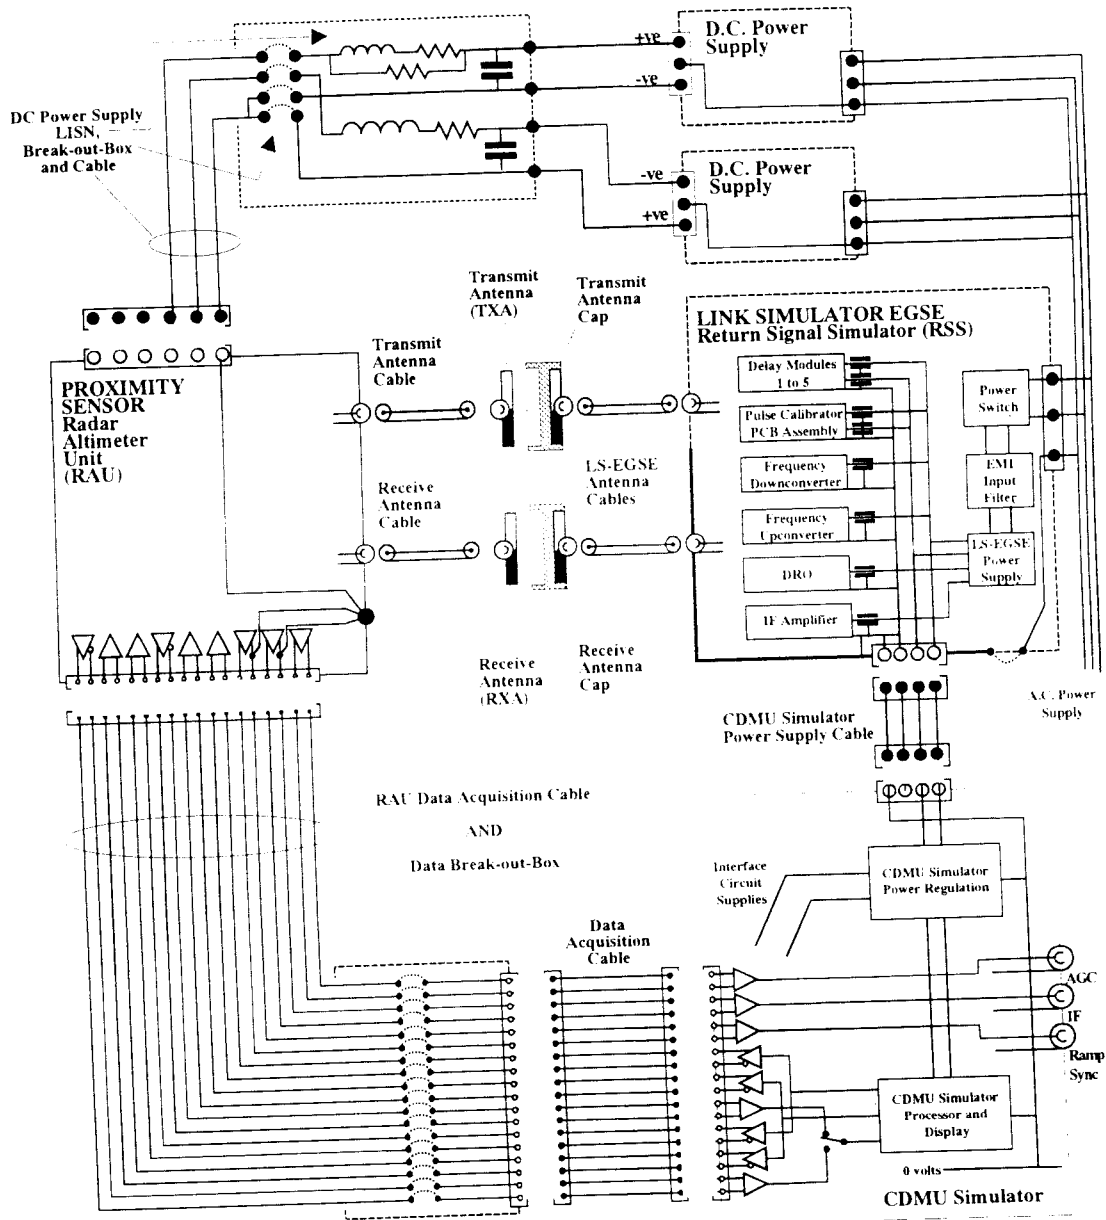 D.C. Power
Supply
+ve
-ve
DC Power Supply
LISN,
Break-out-Box
and Cable
D.C. Power
Supply
-ve
+ve
Transmit
Antenna
(TXA)
Transmit
Antenna
Cap
LINK SIMULATOR EGSE
Return Signal Simulator (RSS)
Transmit
Antenna
Cable
Delay Modules
1 to 5
Power
Switch
PROXIMITY
SENSOR
Radar
Altimeter
Unit
(RAU)
Pulse Calibrator
PCB Assembly
Receive
Antenna
Cable
LS-EGSE
Antenna
Cables
Frequency
Downconverter
EMI
Input
Filter
Frequency
Upconverter
LS-EGSE
Power
Supply
DRO
IF Amplifier
Receive
Antenna
(RXA)
Receive
Antenna
Cap
A.C. Power
Supply
CDMU Simulator
Power Supply Cable
RAU Data Acquisition Cable
AND
Data Break-out-Box
Interface
Circuit
Supplies
CDMU Simulator
Power Regulation
Data
Acquisition
Cable
AGC
IF
Ramp
Sync
CDMU Simulator
Processor and
Display
0 volts
CDMU Simulator